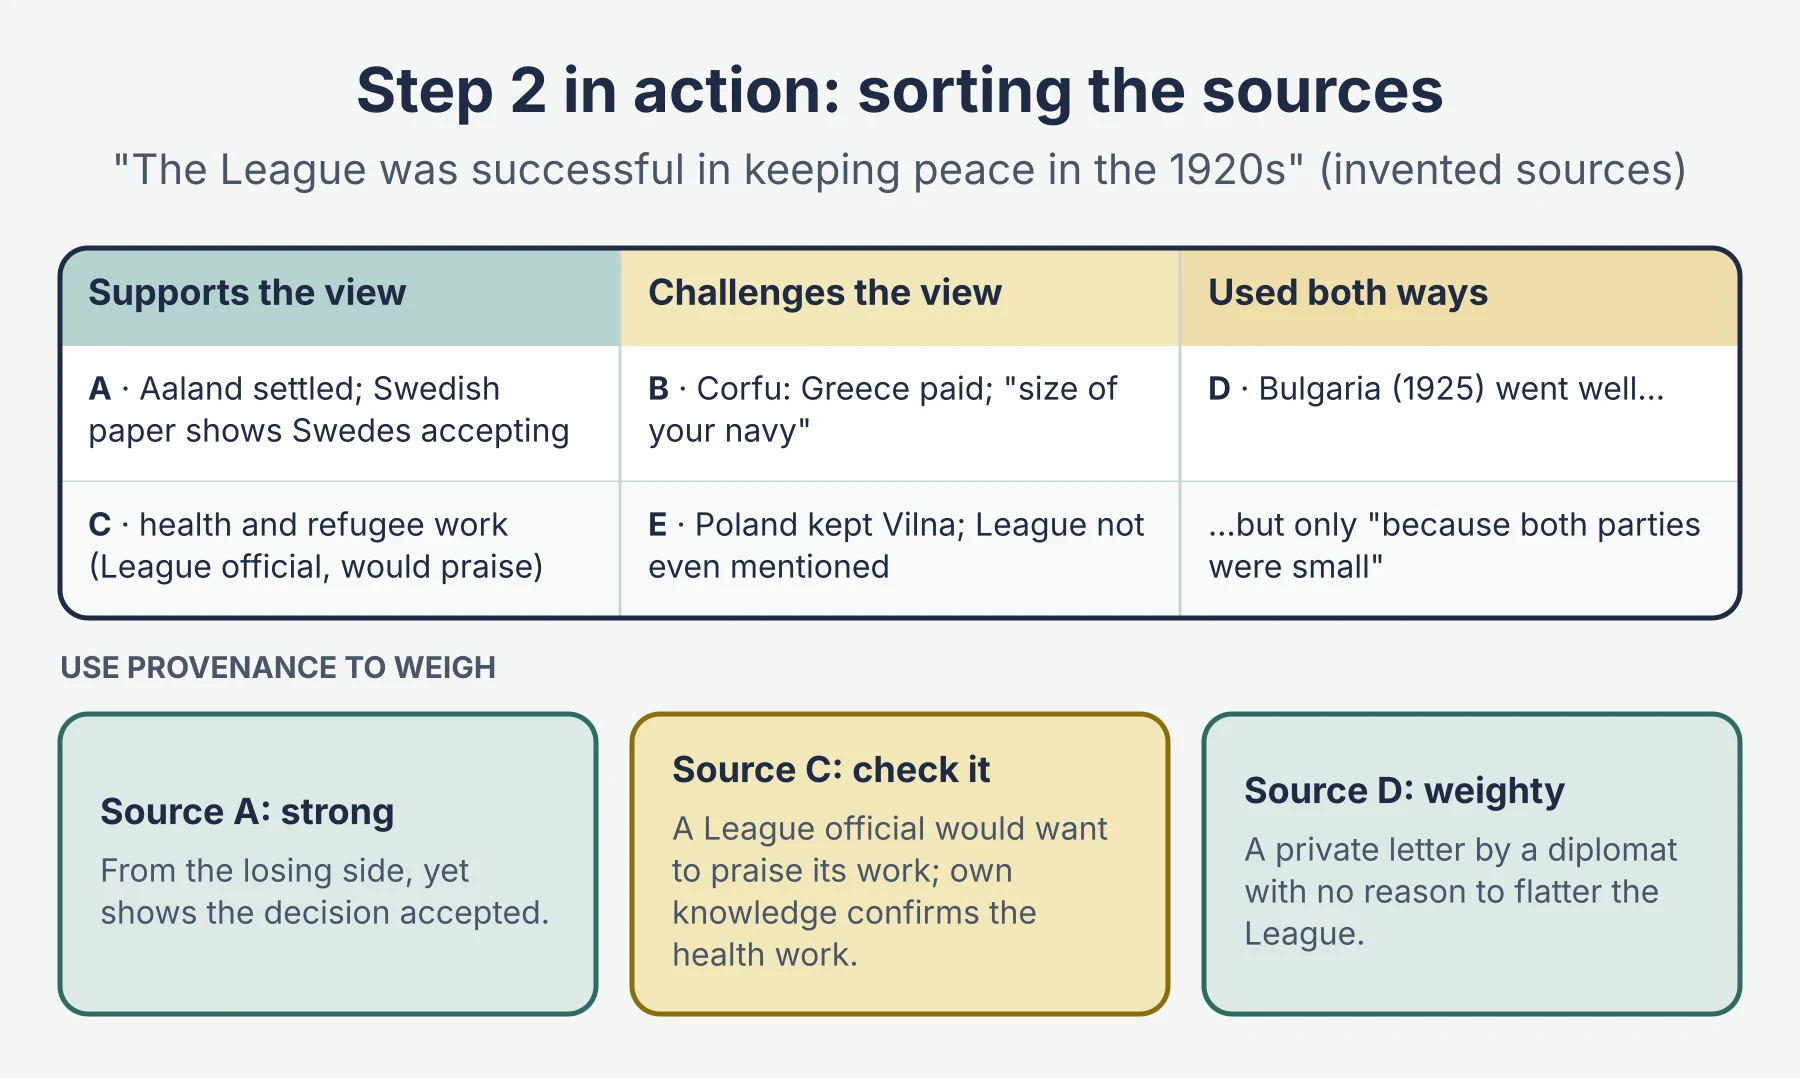 Step 2 in action: sorting the sources
"The League was successful in keeping peace in the 1920s" (invented sources)
Supports the view
Challenges the view
Used both ways
A · Aaland settled; Swedish
paper shows Swedes accepting
B · Corfu: Greece paid; "size of
your navy"
D · Bulgaria (1925) went well...
C · health and refugee work
(League official, would praise)
E · Poland kept Vilna; League not
even mentioned
...but only "because both parties
were small"
USE PROVENANCE TO WEIGH
Source A: strong
From the losing side, yet
shows the decision accepted.
Source C: check it
A League official would want
to praise its work; own
knowledge confirms the
health work.
Source D: weighty
A private letter by a diplomat
with no reason to flatter the
League.